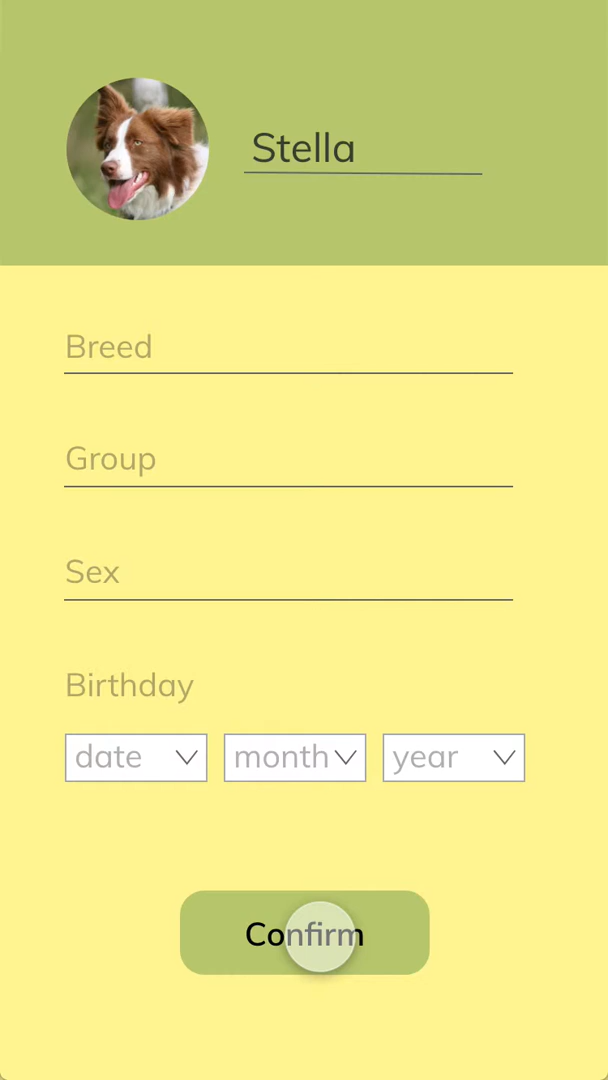 Stella
Breed
Group
Sex
Birthday
date month year
Confirm